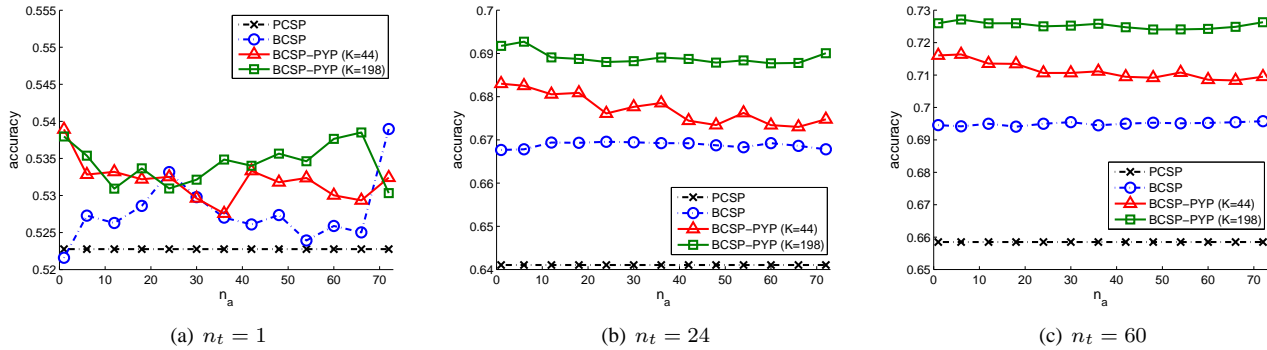 0.555
0.55
0.545
0.54
0.535
0.53
0.525
0.52
accuracy
0 10 20 30 40 50 60 70
n_a
PCSP
BCSP
BCSP−PYP (K=44)
BCSP−PYP (K=198)
(a) n_t = 1
0.7
0.69
0.68
0.67
0.66
0.65
0.64
accuracy
0 10 20 30 40 50 60 70
n_a
PCSP
BCSP
BCSP−PYP (K=44)
BCSP−PYP (K=198)
(b) n_t = 24
0.73
0.72
0.71
0.7
0.69
0.68
0.67
0.66
0.65
accuracy
0 10 20 30 40 50 60 70
n_a
PCSP
BCSP
BCSP−PYP (K=44)
BCSP−PYP (K=198)
(c) n_t = 60